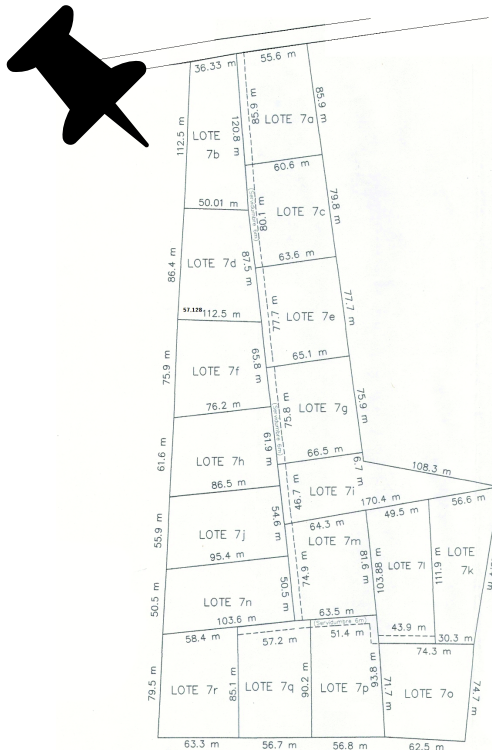 36.33 m
55.6 m
112.5 m
LOTE
7b
120.8 m
85.9 m
LOTE 7a
85.9 m
50.01 m
60.6 m
(Servidumbre 6m)
80.1 m
LOTE 7c
79.8 m
86.4 m
LOTE 7d
87.5 m
63.6 m
57.128
112.5 m
77.7 m
LOTE 7e
77.7 m
75.9 m
LOTE 7f
65.8 m
65.1 m
76.2 m
(Servidumbre 6m)
75.8 m
LOTE 7g
75.9 m
61.6 m
LOTE 7h
61.9 m
66.5 m
6.7 m
108.3 m
86.5 m
46.7 m
LOTE 7i
170.4 m
55.9 m
LOTE 7j
54.6 m
64.3 m
49.5 m
56.6 m
95.4 m
LOTE 7m
81.6 m
103.88 m
LOTE 7l
111.9 m
LOTE
7k
50.5 m
LOTE 7n
50.5 m
74.9 m
103.6 m
63.5 m
(Servidumbre 6m)
58.4 m
57.2 m
51.4 m
43.9 m
30.3 m
74.3 m
79.5 m
LOTE 7r
85.1 m
LOTE 7q
90.2 m
LOTE 7p
93.8 m
71.7 m
LOTE 7o
74.7 m
63.3 m
56.7 m
56.8 m
62.5 m